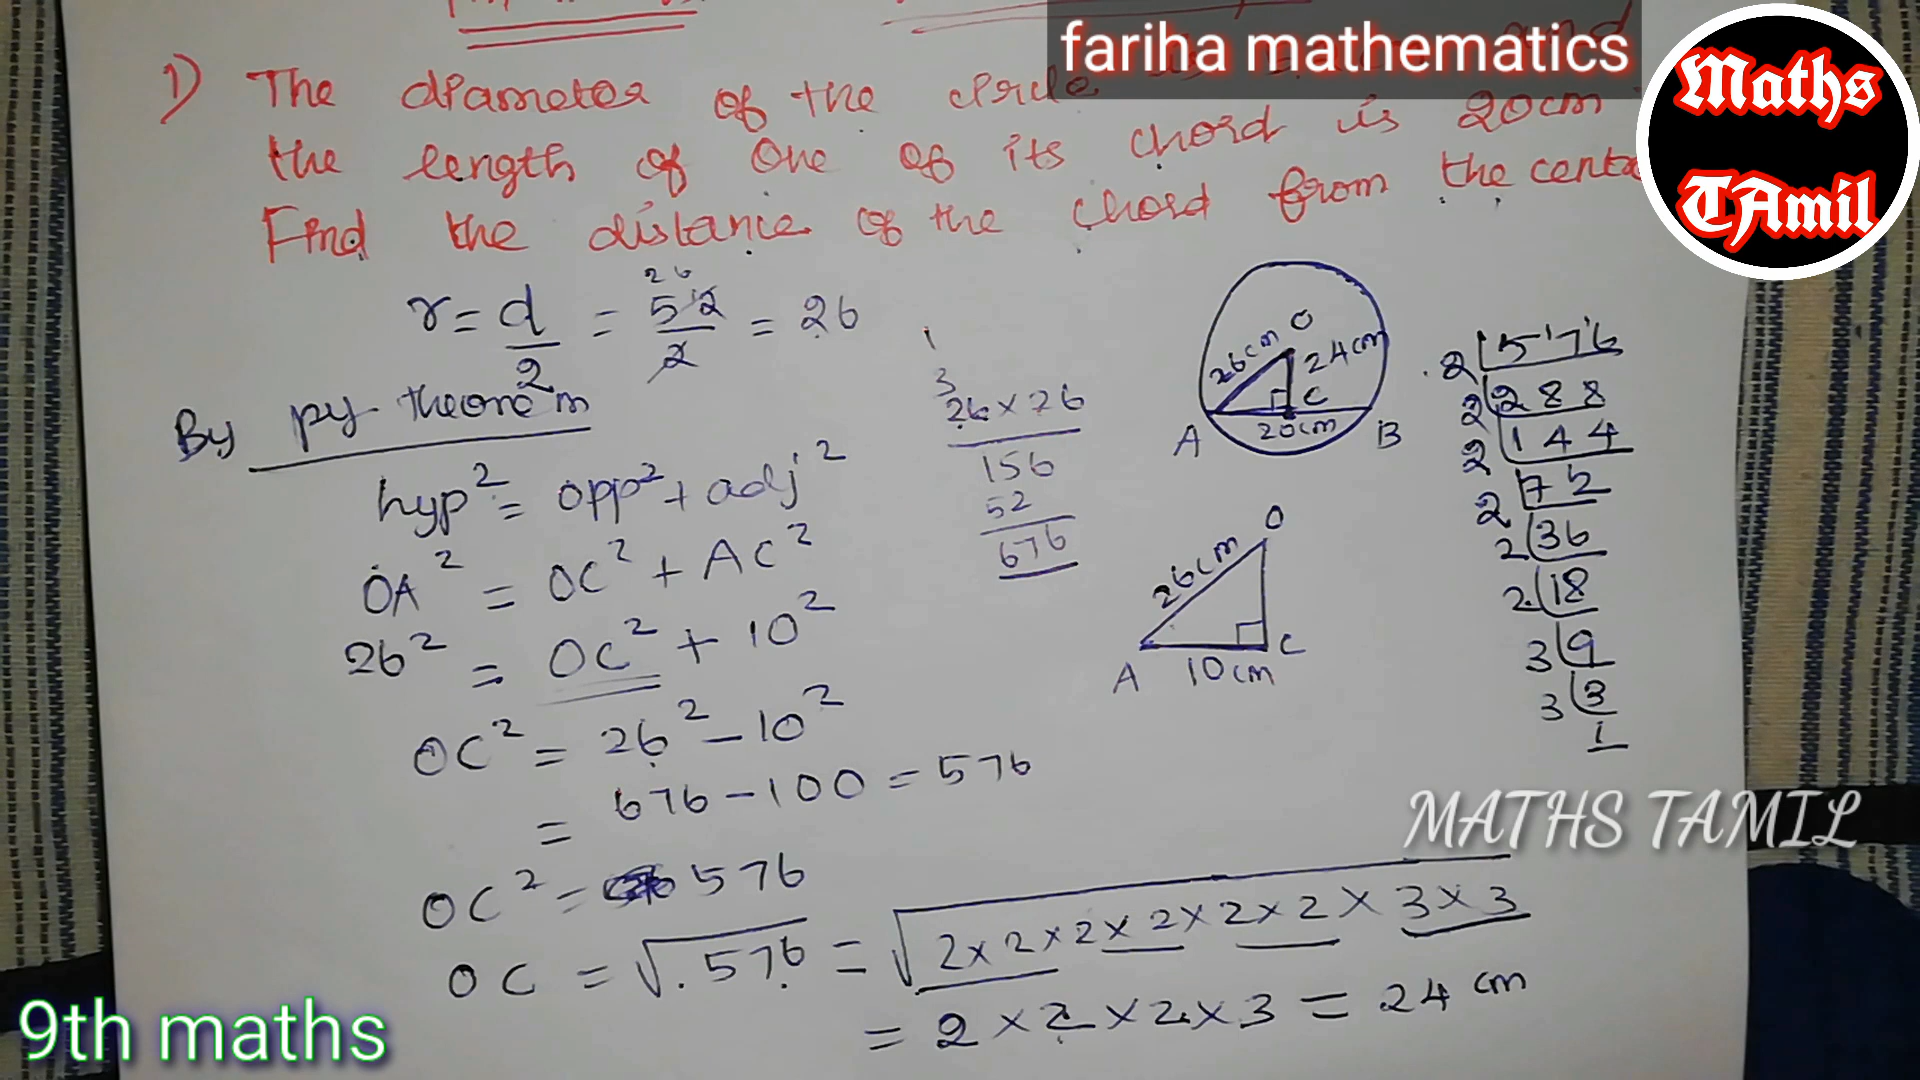 fariha mathematics
Maths
TAmil
1) The diameter of the circle and
the length of One of its chord is 20cm
Find the distance of the chord from the cente
r = d/2 = 52/2 = 26
26
By py theorem
hyp² = opp² + adj²
OA² = OC² + AC²
26² = OC² + 10²
OC² = 26² - 10²
= 676 - 100 = 576
OC² = 576
OC = √576 = √2×2×2×2×2×2×3×3
= 2×2×2×3 = 24 cm
1
3
26×26
156
52
676
O
26cm
24cm
C
20cm
A
B
O
26cm
A
10cm
C
2 576
2 288
2 144
2 72
2 36
2 18
3 9
3 3
1
MATHS TAMIL
9th maths